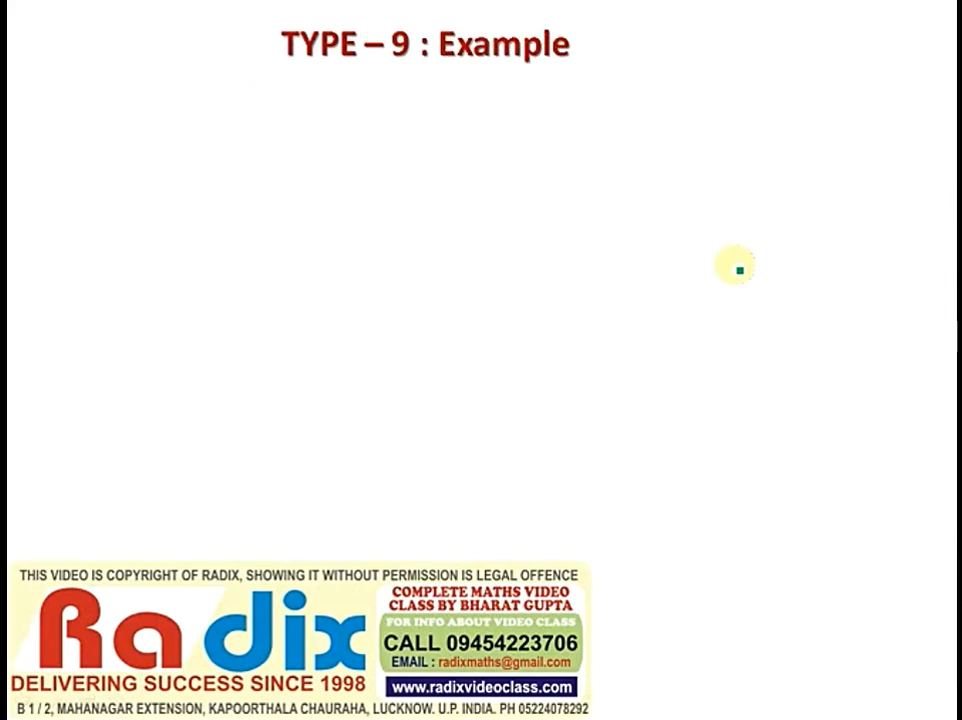 TYPE – 9 : Example
THIS VIDEO IS COPYRIGHT OF RADIX, SHOWING IT WITHOUT PERMISSION IS LEGAL OFFENCE
Radix
DELIVERING SUCCESS SINCE 1998
COMPLETE MATHS VIDEO
CLASS BY BHARAT GUPTA
FOR INFO ABOUT VIDEO CLASS
CALL 09454223706
EMAIL : radixmaths@gmail.com
www.radixvideoclass.com
B 1 / 2, MAHANAGAR EXTENSION, KAPOORTHALA CHAURAHA, LUCKNOW. U.P. INDIA. PH 05224078292